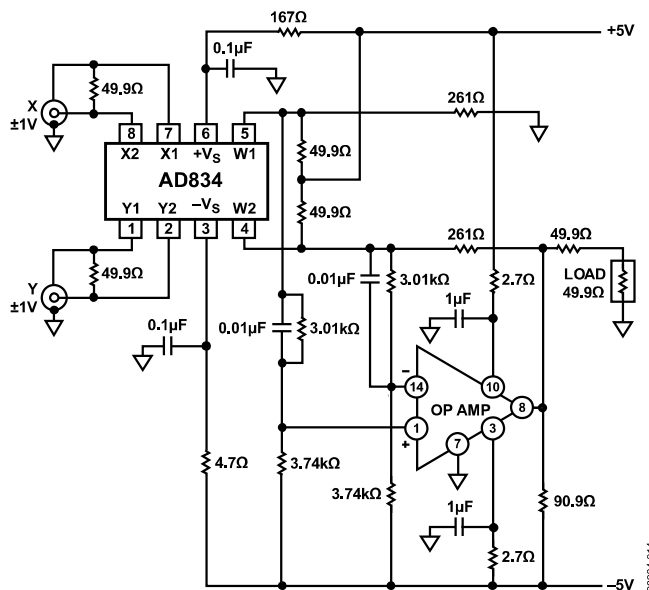 167Ω
+5V
0.1µF
X
±1V
49.9Ω
8 7 6 5
X2 X1 +VS W1
AD834
Y1 Y2 –VS W2
1 2 3 4
261Ω
49.9Ω
49.9Ω
Y
±1V
49.9Ω
261Ω
49.9Ω
LOAD
49.9Ω
0.01µF
3.01kΩ
2.7Ω
1µF
0.1µF
0.01µF
3.01kΩ
–
14
10
OP AMP
8
1
+
7
3
4.7Ω
3.74kΩ
3.74kΩ
1µF
90.9Ω
2.7Ω
–5V